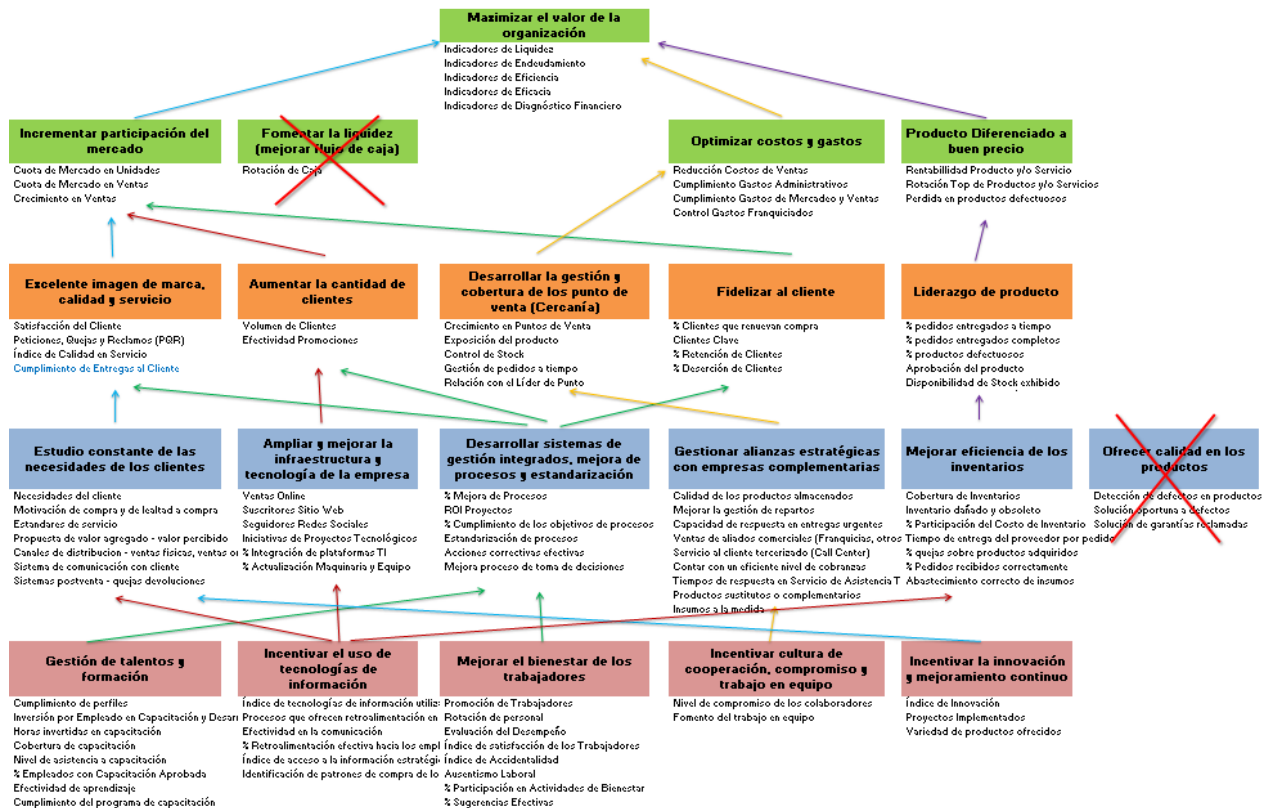 Maximizar el valor de la
organización
Indicadores de Liquidez
Indicadores de Endeudamiento
Indicadores de Eficiencia
Indicadores de Eficacia
Indicadores de Diagnóstico Financiero
Incrementar participación del
mercado
Cuota de Mercado en Unidades
Cuota de Mercado en Ventas
Crecimiento en Ventas
Fomentar la liquidez
(mejorar flujo de caja)
Rotación de Caja
Optimizar costos y gastos
Reducción Costos de Ventas
Cumplimiento Gastos Administrativos
Cumplimiento Gastos de Mercadeo y Ventas
Control Gastos Franquiciados
Producto Diferenciado a
buen precio
Rentabillidad Producto y/o Servicio
Rotación Top de Productos y/o Servicios
Perdida en productos defectuosos
Excelente imagen de marca,
calidad y servicio
Satisfacción del Cliente
Peticiones, Quejas y Reclamos (PQR)
Índice de Calidad en Servicio
Cumplimiento de Entregas al Cliente
Aumentar la cantidad de
clientes
Volumen de Clientes
Efectividad Promociones
Desarrollar la gestión y
cobertura de los punto de
venta (Cercanía)
Crecimiento en Puntos de Venta
Exposición del producto
Control de Stock
Gestión de pedidos a tiempo
Relación con el Líder de Punto
Fidelizar al cliente
% Clientes que renuevan compra
Clientes Clave
% Retención de Clientes
% Deserción de Clientes
Liderazgo de producto
% pedidos entregados a tiempo
% pedidos entregados completos
% productos defectuosos
Aprobación del producto
Disponibilidad de Stock exhibido
Estudio constante de las
necesidades de los clientes
Necesidades del cliente
Motivación de compra y de lealtad a compra
Estandares de servicio
Propuesta de valor agregado - valor percibido
Canales de distribucion - ventas fisicas, ventas
Sistema de comunicación con cliente
Sistemas postventa - quejas devoluciones
Ampliar y mejorar la
infraestructura y
tecnología de la empresa
Ventas Online
Suscritores Sitio Web
Seguidores Redes Sociales
Iniciativas de Proyectos Tecnológicos
% Integración de plataformas TI
% Actualización Maquinaria y Equipo
Desarrollar sistemas de
gestión integrados, mejora de
procesos y estandarización
% Mejora de Procesos
ROI Proyectos
% Cumplimiento de los objetivos de procesos
Estandarización de procesos
Acciones correctivas efectivas
Mejora proceso de toma de decisiones
Gestionar alianzas estratégicas
con empresas complementarias
Calidad de los productos almacenados
Mejorar la gestión de repartos
Capacidad de respuesta en entregas urgentes
Ventas de aliados comerciales (Franquicias, otros
Servicio al cliente tercerizado (Call Center)
Contar con un eficiente nivel de cobranzas
Tiempos de respuesta en Servicio de Asistencia T
Productos sustitutos o complementarios
Insumos a la medida
Mejorar eficiencia de los
inventarios
Cobertura de Inventarios
Inventario dañado y obsoleto
% Participación del Costo de Inventario
Tiempo de entrega del proveedor por pedido
% quejas sobre productos adquiridos
% Pedidos recibidos correctamente
Abastecimiento correcto de insumos
Ofrecer calidad en los
productos
Detección de defectos en productos
Solución oportuna a defectos
Solución de garantías reclamadas
Gestión de talentos y
formación
Cumplimiento de perfiles
Inversión por Empleado en Capacitación y Desarr
Horas invertidas en capacitación
Cobertura de capacitación
Nivel de asistencia a capacitación
% Empleados con Capacitación Aprobada
Efectividad de aprendizaje
Cumplimiento del programa de capacitación
Incentivar el uso de
tecnologías de
información
Índice de tecnologías de información utiliz
Procesos que ofrecen retroalimentación en
Efectividad en la comunicación
% Retroalimentación efectiva hacia los empl
Índice de acceso a la información estratégi
Identificación de patrones de compra de lo
Mejorar el bienestar de los
trabajadores
Promoción de Trabajadores
Rotación de personal
Evaluación del Desempeño
Índice de satisfacción de los Trabajadores
Índice de Accidentalidad
Ausentismo Laboral
% Participación en Actividades de Bienestar
% Sugerencias Efectivas
Incentivar cultura de
cooperación, compromiso y
trabajo en equipo
Nivel de compromiso de los colaboradores
Fomento del trabajo en equipo
Incentivar la innovación
y mejoramiento continuo
Índice de Innovación
Proyectos Implementados
Variedad de productos ofrecidos